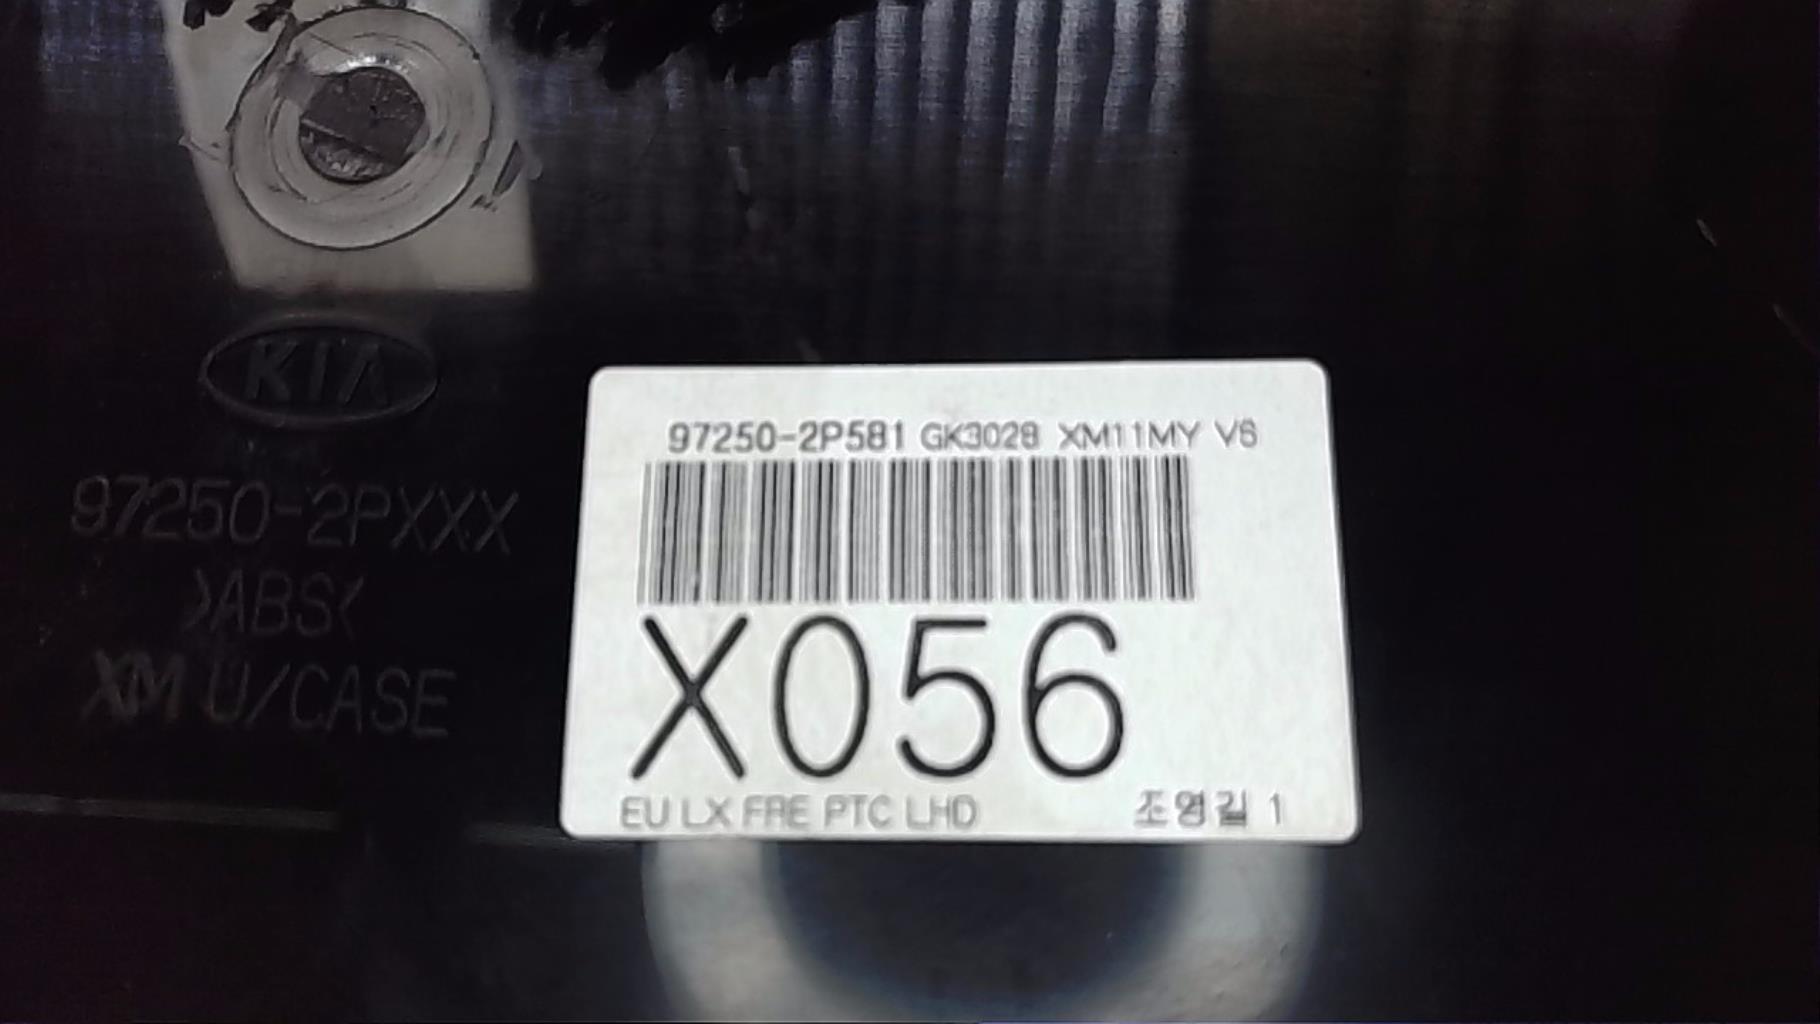 KIA
97250-2PXXX
>ABS<
XM U/CASE
97250-2P581 GK3028 XM11MY V6
X056
EU LX FRE PTC LHD 조영길 1